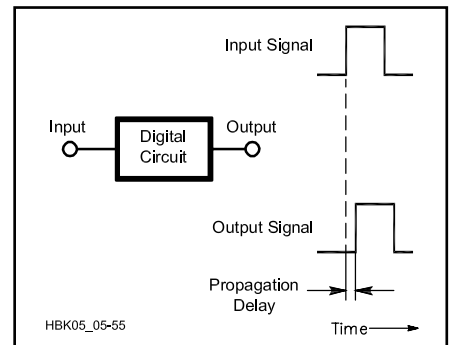 Input Signal
Input
Digital
Circuit
Output
Output Signal
Propagation
Delay
HBK05_05-55
Time